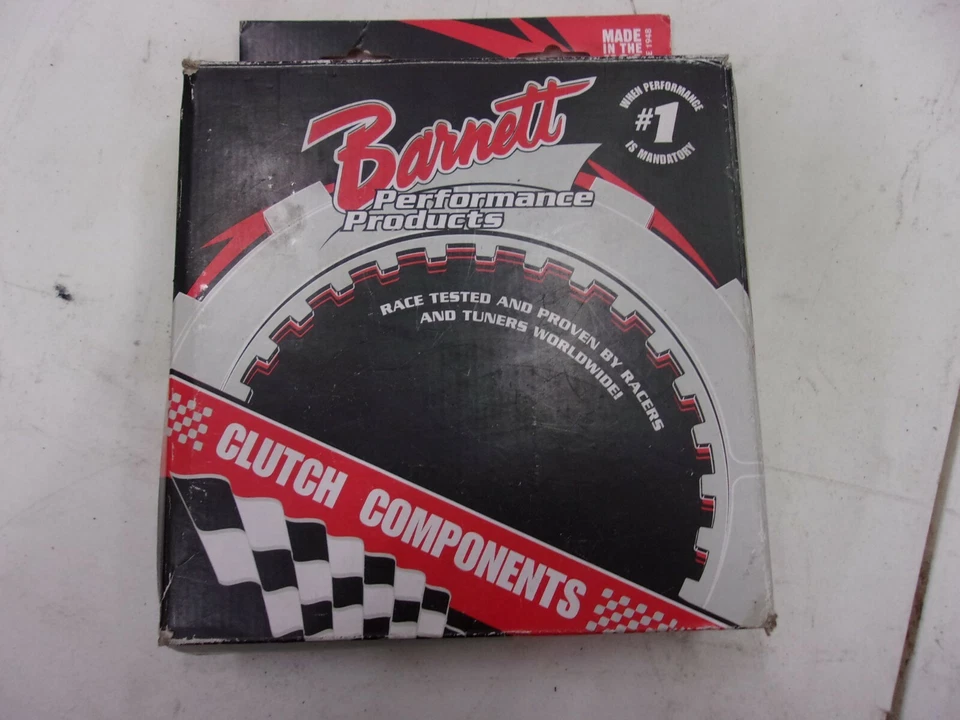 MADE
IN THE
E 1948
Barnett
Performance
Products
WHEN PERFORMANCE
#1
IS MANDATORY
RACE TESTED AND PROVEN BY RACERS
AND TUNERS WORLDWIDE!
CLUTCH COMPONENTS